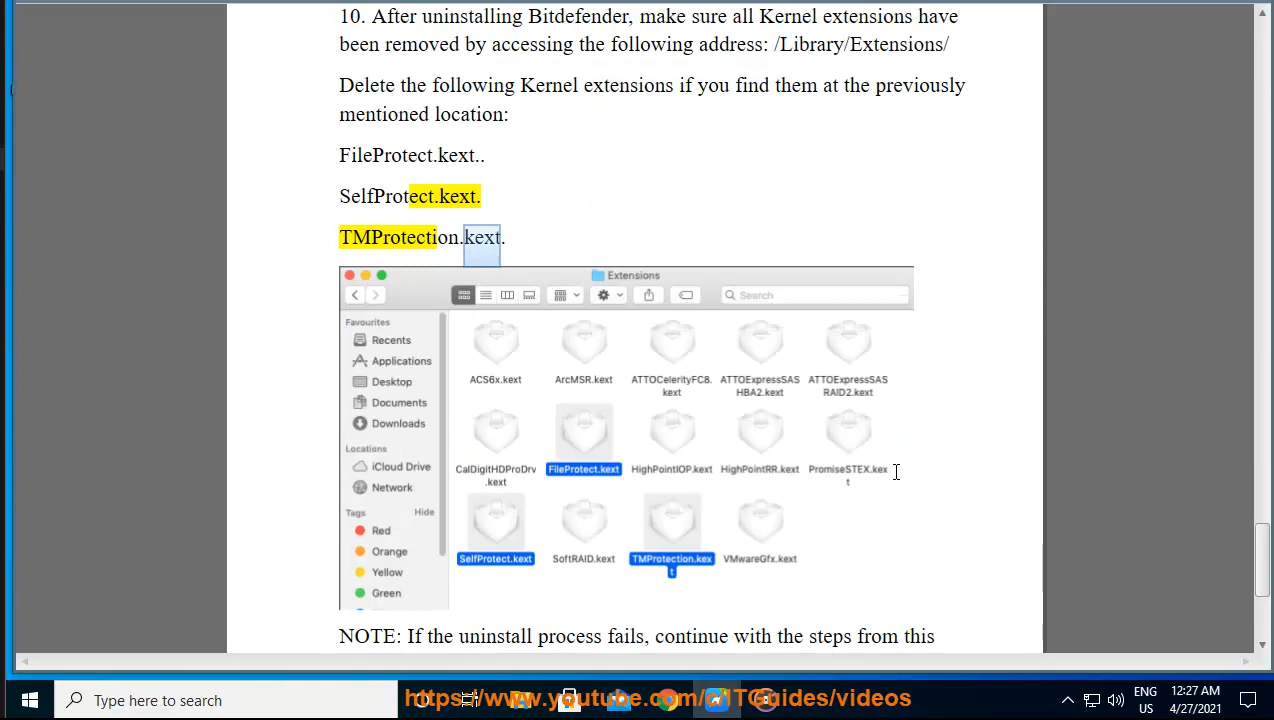 10. After uninstalling Bitdefender, make sure all Kernel extensions have
been removed by accessing the following address: /Library/Extensions/
Delete the following Kernel extensions if you find them at the previously
mentioned location:
FileProtect.kext..
SelfProtect.kext.
TMProtection.kext.
Extensions
Search
Favourites
Recents
Applications
Desktop
Documents
Downloads
Locations
iCloud Drive
Network
Tags
Hide
Red
Orange
Yellow
Green
ACS6x.kext
ArcMSR.kext
ATTOCelerityFC8.
kext
ATTOExpressSAS
HBA2.kext
ATTOExpressSAS
RAID2.kext
CalDigitHDProDrv
.kext
FileProtect.kext
HighPointIOP.kext
HighPointRR.kext
PromiseSTEX.kex
t
SelfProtect.kext
SoftRAID.kext
TMProtection.kex
t
VMwareGfx.kext
NOTE: If the uninstall process fails, continue with the steps from this
Type here to search
ENG
US
12:27 AM
4/27/2021